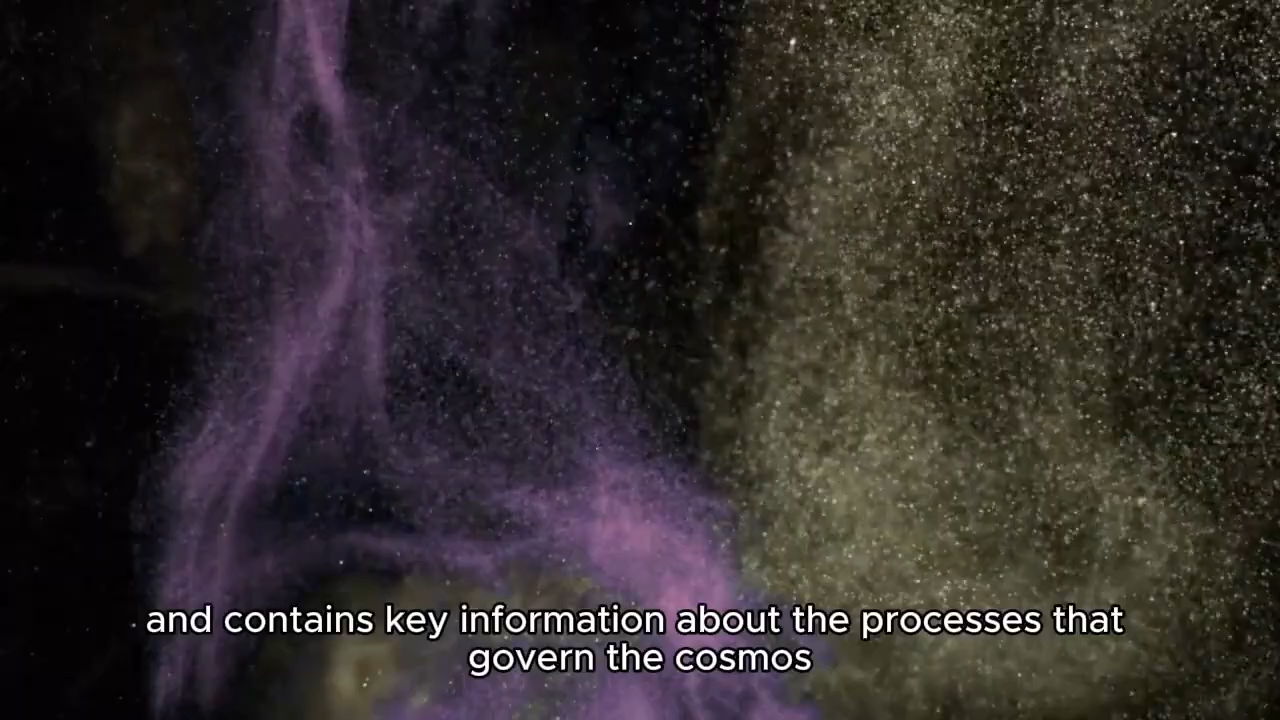 and contains key information about the processes that
govern the cosmos